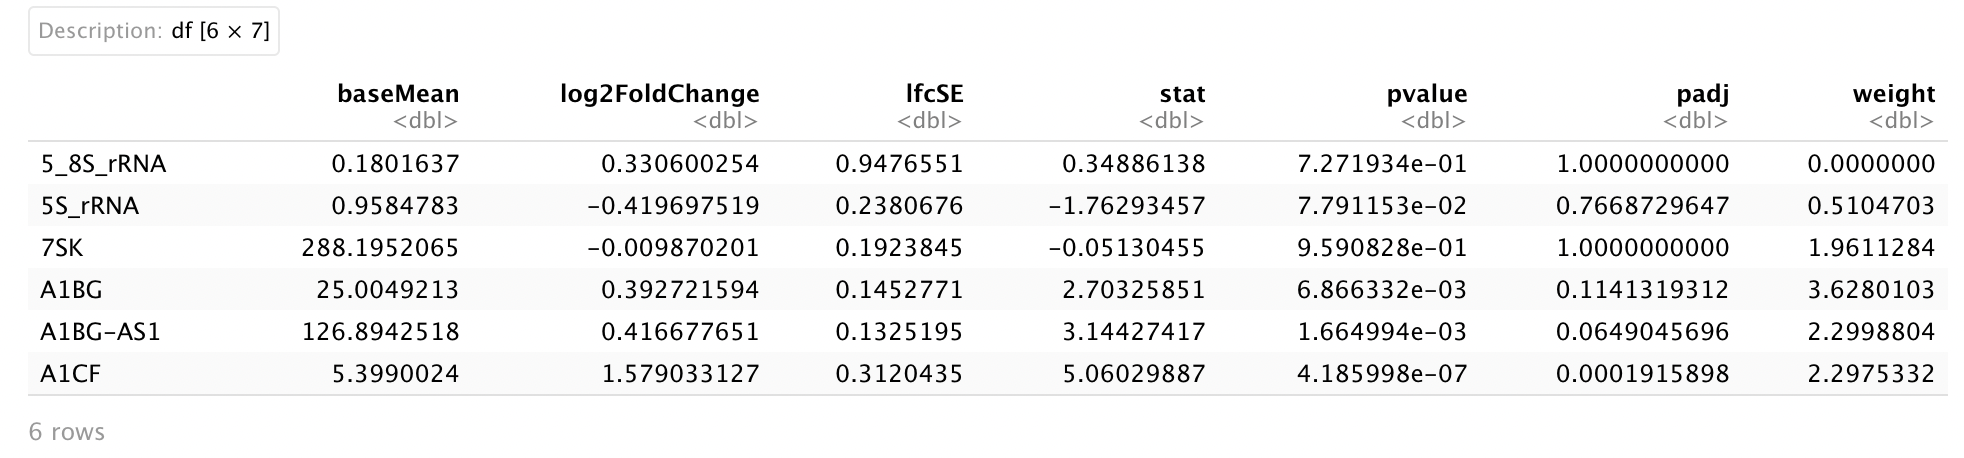 Description: df [6 × 7]
baseMean log2FoldChange lfcSE stat pvalue padj weight
<dbl> <dbl> <dbl> <dbl> <dbl> <dbl> <dbl>
5_8S_rRNA 0.1801637 0.330600254 0.9476551 0.34886138 7.271934e-01 1.0000000000 0.0000000
5S_rRNA 0.9584783 -0.419697519 0.2380676 -1.76293457 7.791153e-02 0.7668729647 0.5104703
7SK 288.1952065 -0.009870201 0.1923845 -0.05130455 9.590828e-01 1.0000000000 1.9611284
A1BG 25.0049213 0.392721594 0.1452771 2.70325851 6.866332e-03 0.1141319312 3.6280103
A1BG-AS1 126.8942518 0.416677651 0.1325195 3.14427417 1.664994e-03 0.0649045696 2.2998804
A1CF 5.3990024 1.579033127 0.3120435 5.06029887 4.185998e-07 0.0001915898 2.2975332
6 rows